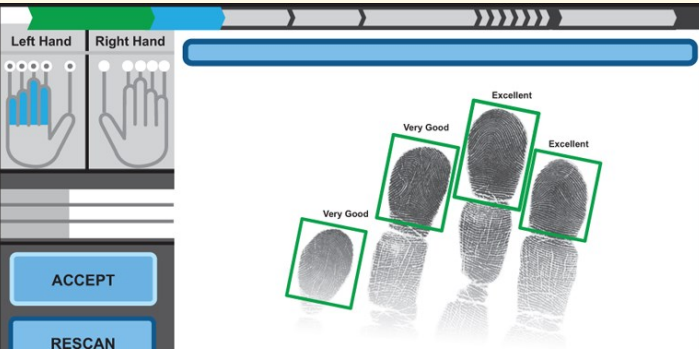 Left Hand
Right Hand
Excellent
Very Good
Excellent
Very Good
ACCEPT
RESCAN